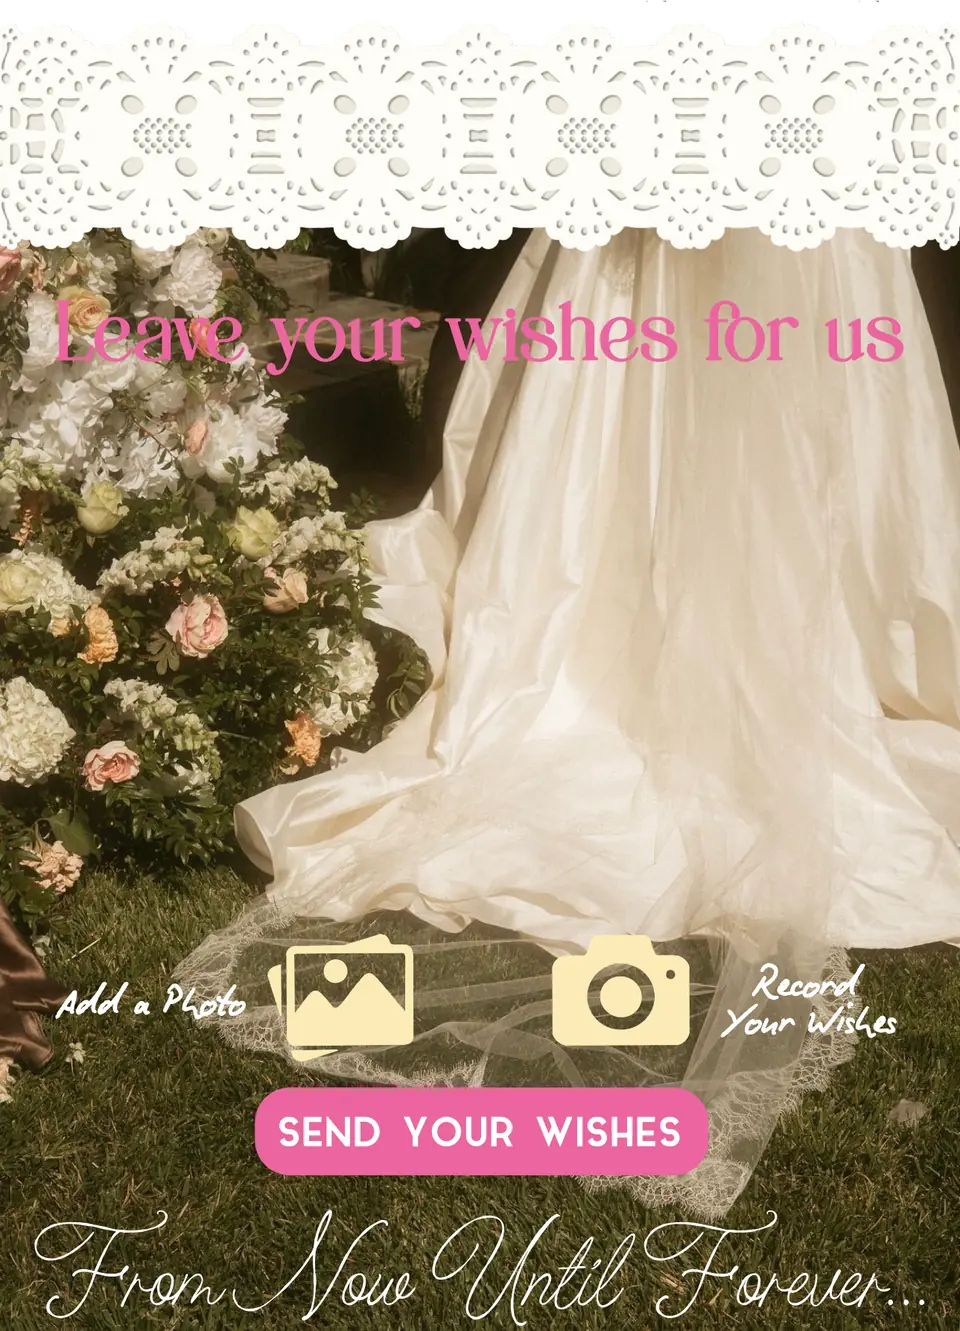 Leave your wishes for us
Add a Photo
Record
Your Wishes
SEND YOUR WISHES
From Now Until Forever...